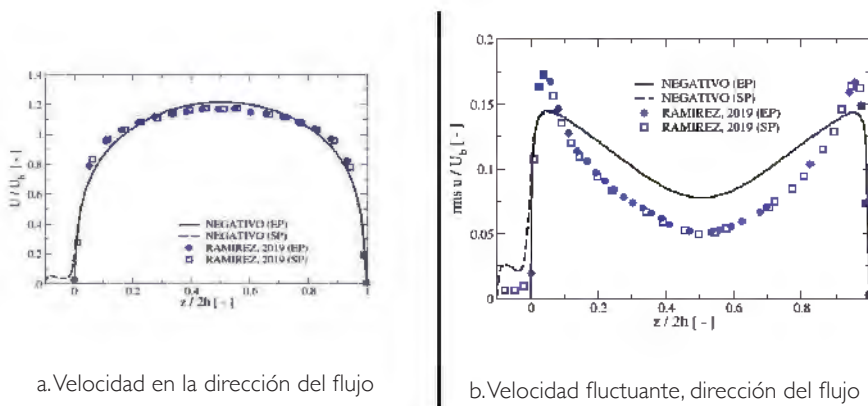 1.4
1.2
1
0.8
0.6
0.4
0.2
0
U / U_b [ - ]
NEGATIVO (EP)
NEGATIVO (SP)
RAMIREZ, 2019 (EP)
RAMIREZ, 2019 (SP)
0 0.2 0.4 0.6 0.8 1
z / 2h [ - ]
a. Velocidad en la dirección del flujo
0.2
0.15
0.1
0.05
0
rms u / U_b [ - ]
NEGATIVO (EP)
NEGATIVO (SP)
RAMIREZ, 2019 (EP)
RAMIREZ, 2019 (SP)
0 0.2 0.4 0.6 0.8
z / 2h [ - ]
b. Velocidad fluctuante, dirección del flujo